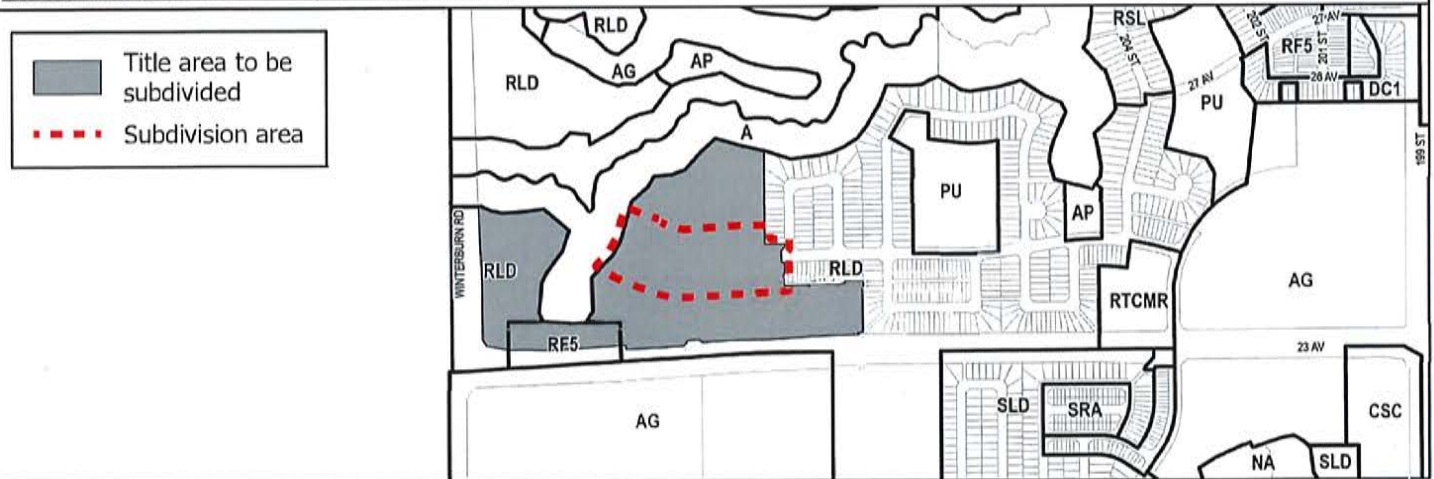 Title area to be
subdivided
Subdivision area
RLD
RSL
202 ST
27 AV
RF5
201 ST
204 ST
RLD
AG
AP
27 AV
26 AV
DC1
PU
A
199 ST
PU
AP
WINTERBURN RD
RLD
RLD
AG
RTCMR
RF5
23 AV
AG
SLD
SRA
CSC
NA
SLD